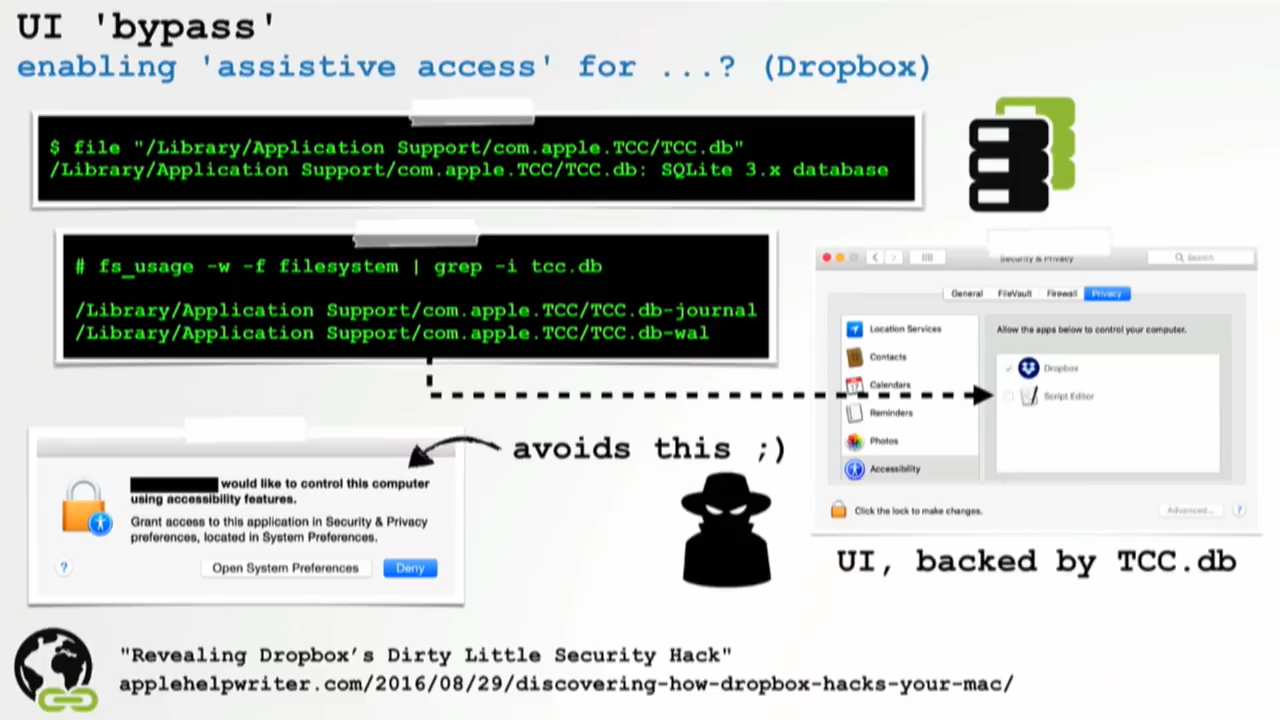 UI 'bypass'
enabling 'assistive access' for ...? (Dropbox)
$ file "/Library/Application Support/com.apple.TCC/TCC.db"
/Library/Application Support/com.apple.TCC/TCC.db: SQLite 3.x database
# fs_usage -w -f filesystem | grep -i tcc.db
/Library/Application Support/com.apple.TCC/TCC.db-journal
/Library/Application Support/com.apple.TCC/TCC.db-wal
Security & Privacy
Search
General FileVault Firewall Privacy
Location Services
Contacts
17
Calendars
Reminders
Photos
Accessibility
Allow the apps below to control your computer.
Dropbox
Script Editor
Click the lock to make changes.
Advanced...
?
UI, backed by TCC.db
avoids this ;)
would like to control this computer
using accessibility features.
Grant access to this application in Security & Privacy
preferences, located in System Preferences.
?
Open System Preferences
Deny
"Revealing Dropbox's Dirty Little Security Hack"
applehelpwriter.com/2016/08/29/discovering-how-dropbox-hacks-your-mac/